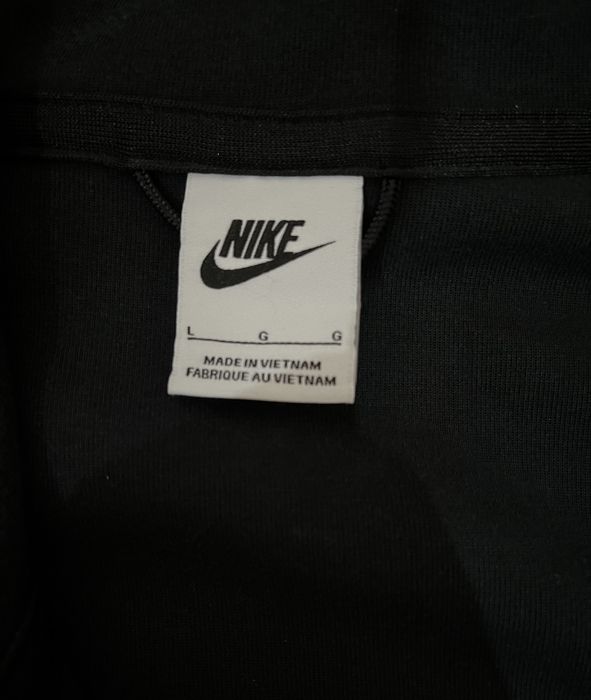 NIKE
L G G
MADE IN VIETNAM
FABRIQUE AU VIETNAM